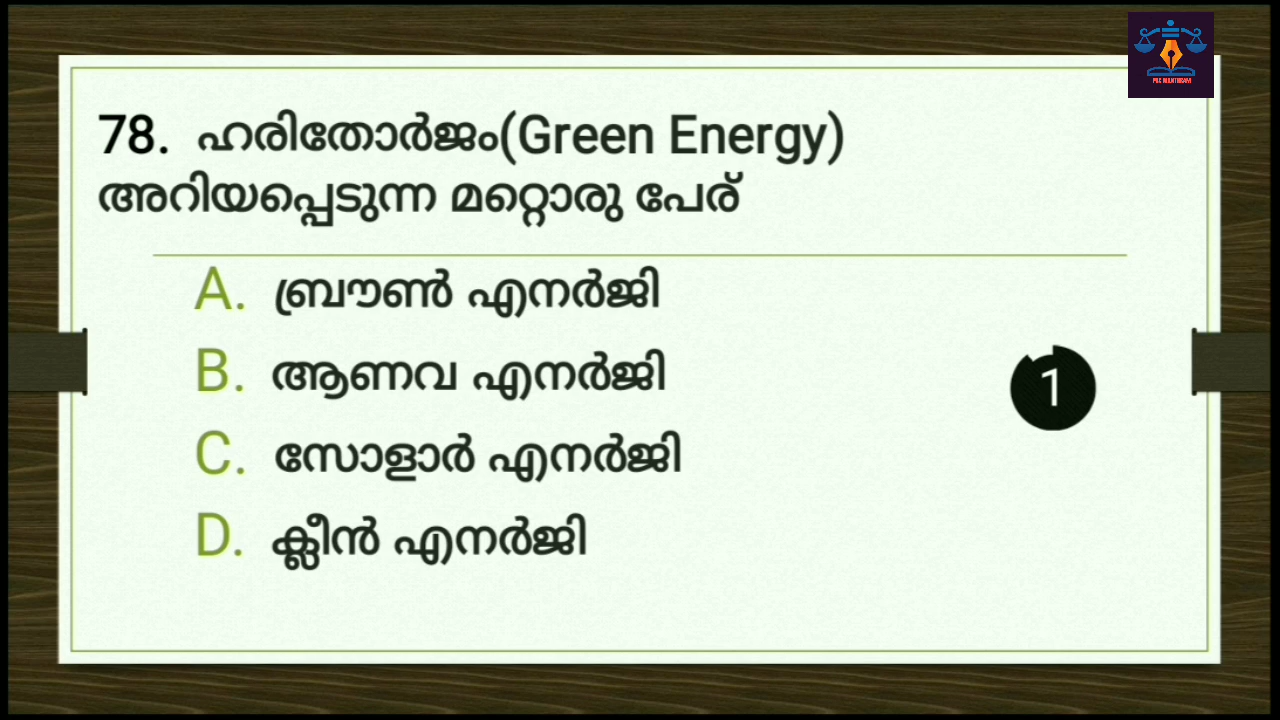 78. ഹരിതോർജം(Green Energy)
അറിയപ്പെടുന്ന മറ്റൊരു പേര്
A. ബ്രൗൺ എനർജി
B. ആണവ എനർജി
1
C. സോളാർ എനർജി
D. ക്ലീൻ എനർജി